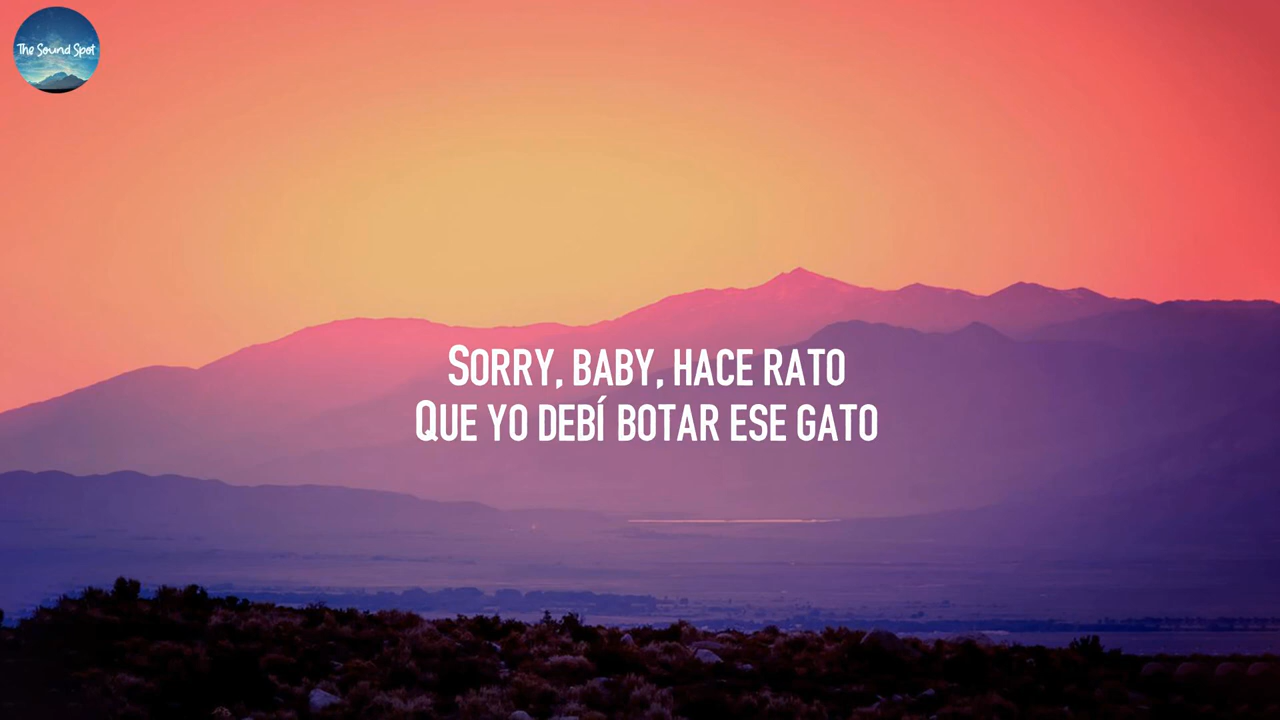 The Sound Spot
Sorry, baby, hace rato
Que yo debí botar ese gato